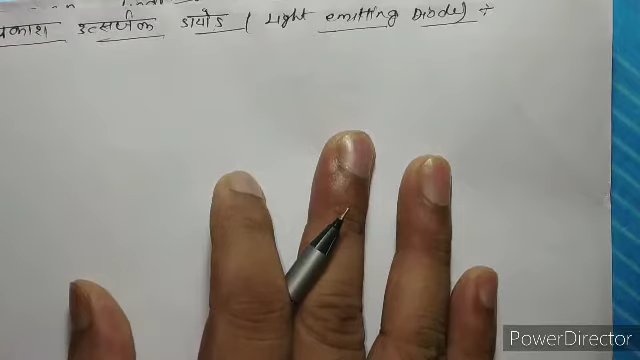 प्रकाश उत्सर्जक डायोड ( Light emitting Diode) ÷
PowerDirector